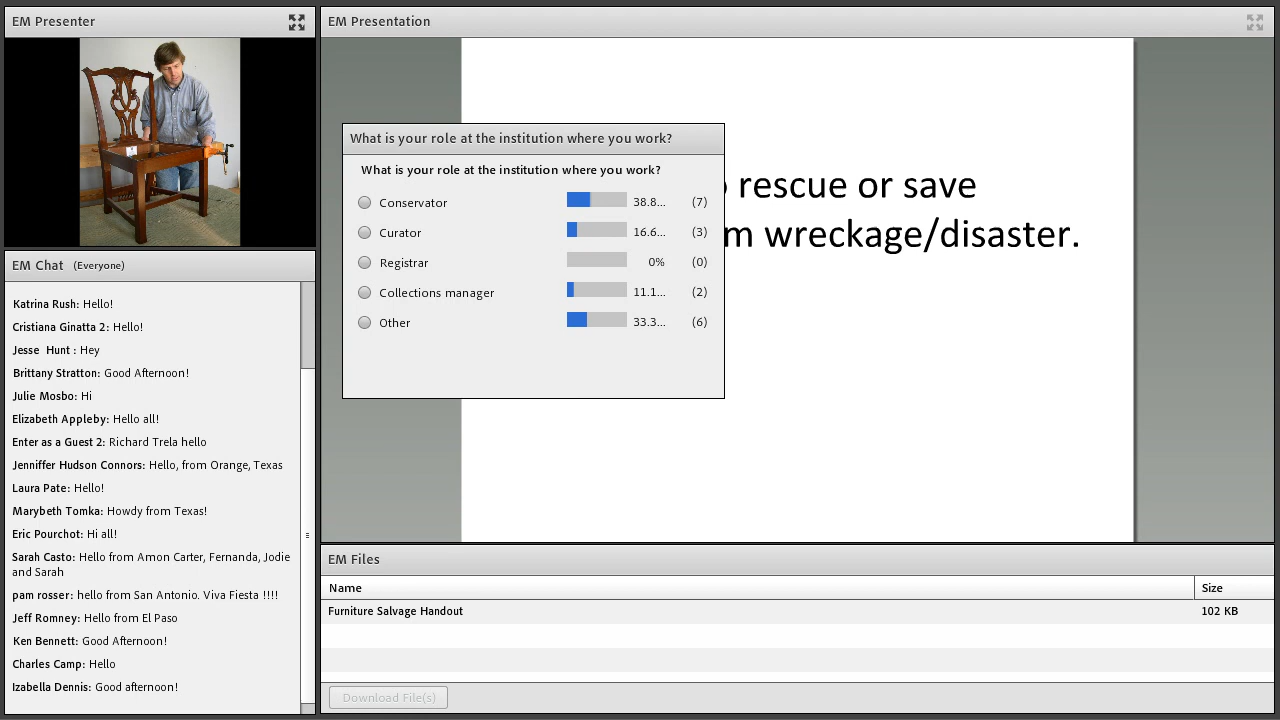 EM Presenter
EM Chat (Everyone)
Katrina Rush: Hello!
Cristiana Ginatta 2: Hello!
Jesse Hunt : Hey
Brittany Stratton: Good Afternoon!
Julie Mosbo: Hi
Elizabeth Appleby: Hello all!
Enter as a Guest 2: Richard Trela hello
Jenniffer Hudson Connors: Hello, from Orange, Texas
Laura Pate: Hello!
Marybeth Tomka: Howdy from Texas!
Eric Pourchot: Hi all!
Sarah Casto: Hello from Amon Carter, Fernanda, Jodie
and Sarah
pam rosser: hello from San Antonio. Viva Fiesta !!!!
Jeff Romney: Hello from El Paso
Ken Bennett: Good Afternoon!
Charles Camp: Hello
Izabella Dennis: Good afternoon!
EM Presentation
What is your role at the institution where you work?
What is your role at the institution where you work?
Conservator 38.8... (7)
Curator 16.6... (3)
Registrar 0% (0)
Collections manager 11.1... (2)
Other 33.3... (6)
rescue or save
wreckage/disaster.
EM Files
Name Size
Furniture Salvage Handout 102 KB
Download File(s)